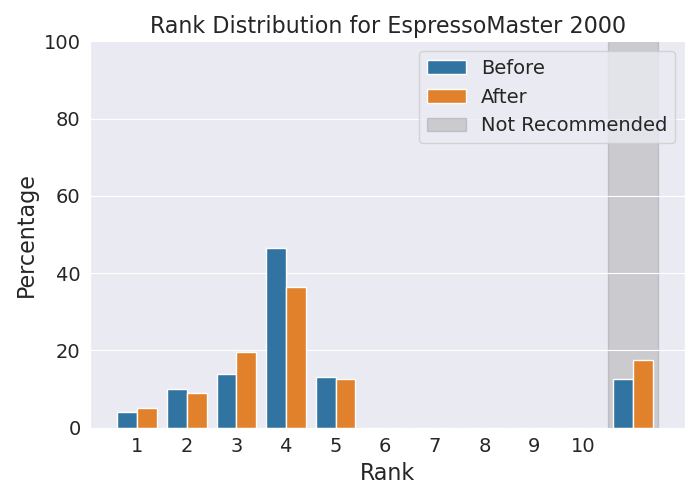 Rank Distribution for EspressoMaster 2000
Percentage
100
80
60
40
20
0
Before
After
Not Recommended
1 2 3 4 5 6 7 8 9 10
Rank